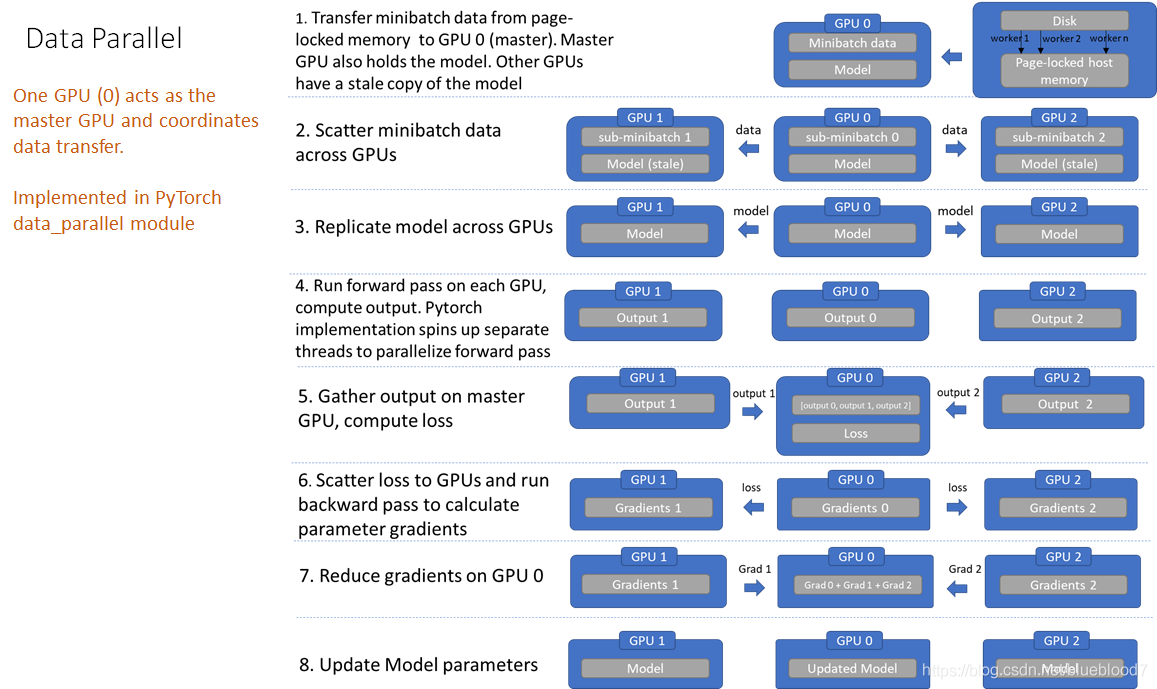 Data Parallel
One GPU (0) acts as the
master GPU and coordinates
data transfer.
Implemented in PyTorch
data_parallel module
1. Transfer minibatch data from page-
locked memory to GPU 0 (master). Master
GPU also holds the model. Other GPUs
have a stale copy of the model
GPU 0
Minibatch data
Model
Disk
worker 1
worker 2
worker n
Page-locked host
memory
2. Scatter minibatch data
across GPUs
GPU 1
sub-minibatch 1
Model (stale)
data
GPU 0
sub-minibatch 0
Model
data
GPU 2
sub-minibatch 2
Model (stale)
3. Replicate model across GPUs
GPU 1
Model
model
GPU 0
Model
model
GPU 2
Model
4. Run forward pass on each GPU,
compute output. Pytorch
implementation spins up separate
threads to parallelize forward pass
GPU 1
Output 1
GPU 0
Output 0
GPU 2
Output 2
5. Gather output on master
GPU, compute loss
GPU 1
Output 1
output 1
GPU 0
[output 0, output 1, output 2]
Loss
output 2
GPU 2
Output 2
6. Scatter loss to GPUs and run
backward pass to calculate
parameter gradients
GPU 1
Gradients 1
loss
GPU 0
Gradients 0
loss
GPU 2
Gradients 2
7. Reduce gradients on GPU 0
GPU 1
Gradients 1
Grad 1
GPU 0
Grad 0 + Grad 1 + Grad 2
Grad 2
GPU 2
Gradients 2
8. Update Model parameters
GPU 1
Model
GPU 0
Updated Model
GPU 2
Model
https://blog.csdn.net/blueblood7